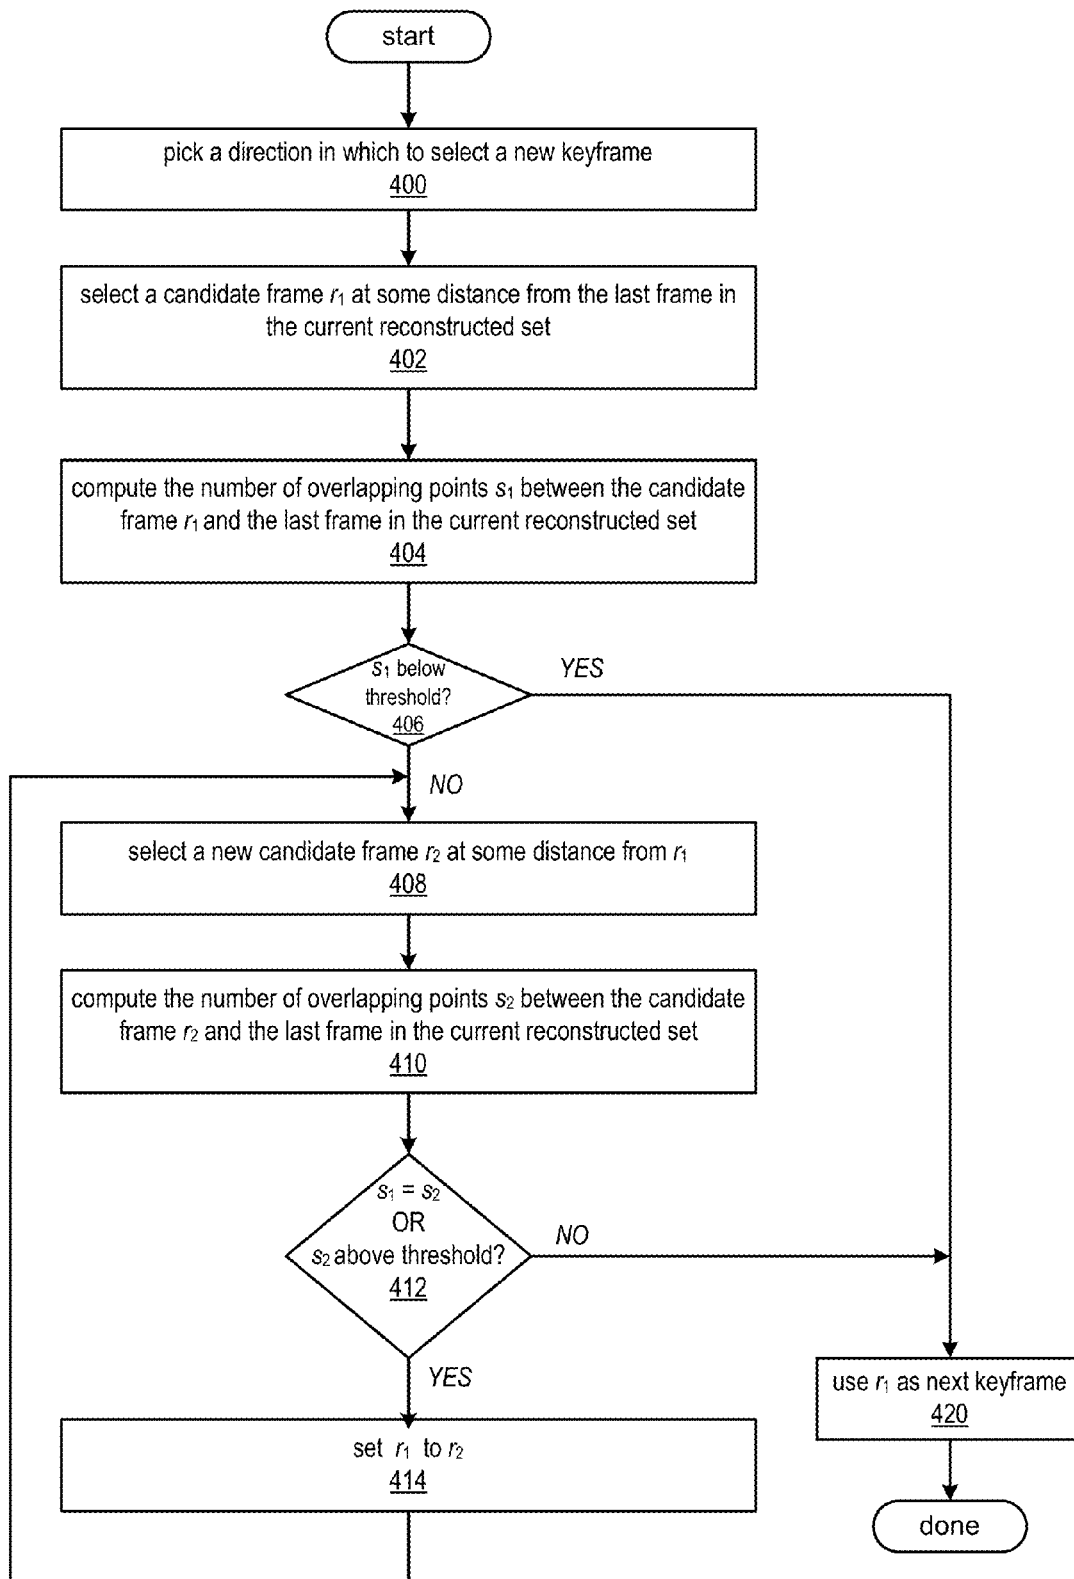 start
pick a direction in which to select a new keyframe
400
select a candidate frame r₁ at some distance from the last frame in
the current reconstructed set
402
compute the number of overlapping points s₁ between the candidate
frame r₁ and the last frame in the current reconstructed set
404
s₁ below
threshold?
406
YES
NO
select a new candidate frame r₂ at some distance from r₁
408
compute the number of overlapping points s₂ between the candidate
frame r₂ and the last frame in the current reconstructed set
410
s₁ = s₂
OR
s₂ above threshold?
412
NO
YES
set r₁ to r₂
414
use r₁ as next keyframe
420
done